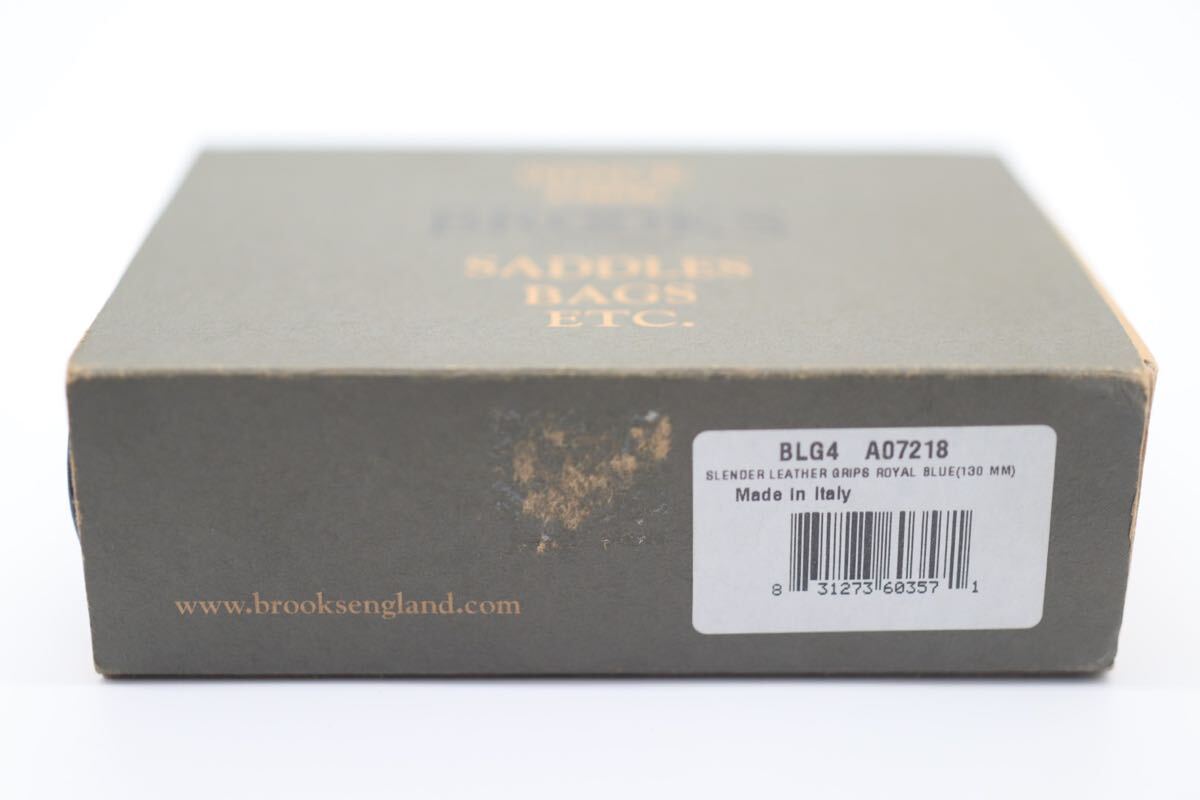 BROOKS
SADDLES
BAGS
ETC.
BLG4 A07218
SLENDER LEATHER GRIPS ROYAL BLUE(130 MM)
Made in Italy
8 31273 60357 1
www.brooksengland.com